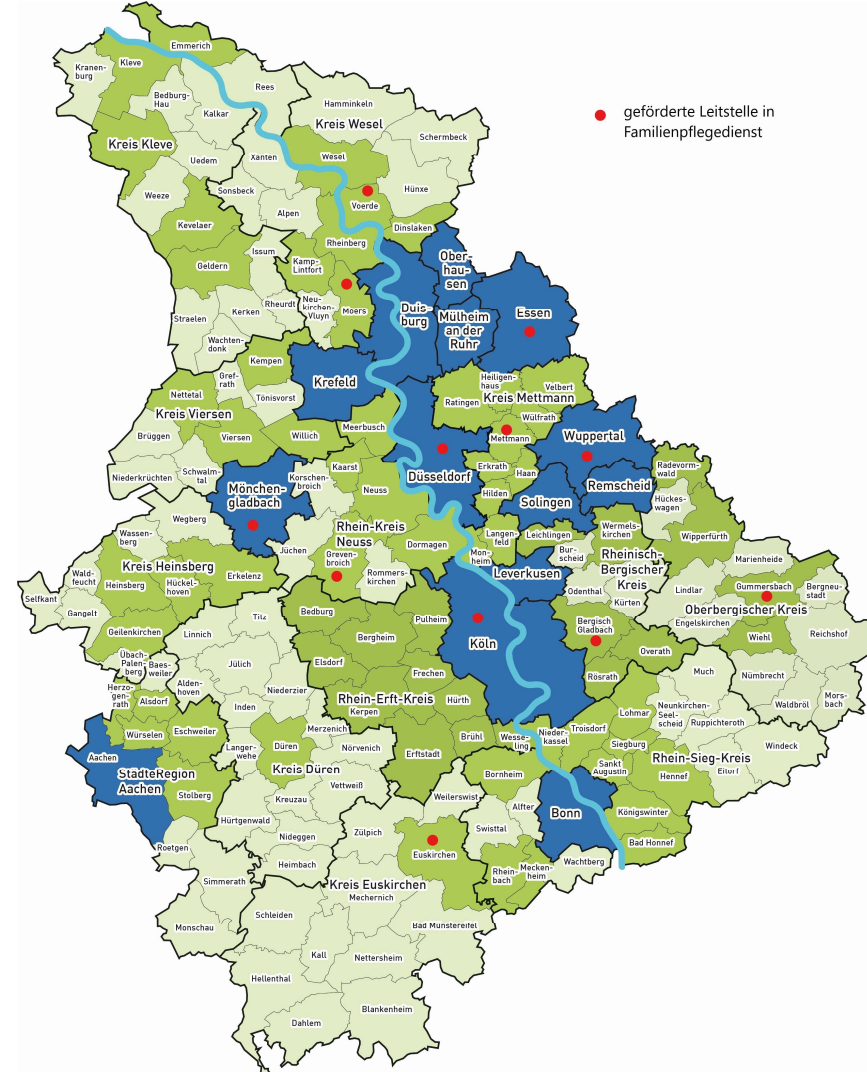 Emmerich
Kleve
Kranen-
burg
Rees
Bedburg-
Hau
Kalkar
Hamminkeln
Kreis Wesel
geförderte Leitstelle in
Familienpflegedienst
Schermbeck
Kreis Kleve
Uedem
Xanten
Wesel
Sonsbeck
Hünxe
Weeze
Voerde
Alpen
Kevelaer
Dinslaken
Rheinberg
Issum
Geldern
Kamp-
Lintfort
Ober-
hau-
sen
Rheurdt
Neu-
kirchen-
Vluyn
Moers
Duis-
burg
Mülheim
an der
Ruhr
Essen
Straelen
Kerken
Wachten-
donk
Kempen
Gref-
rath
Krefeld
Nettetal
Tönisvorst
Kreis Viersen
Heiligen-
haus
Velbert
Kreis Mettmann
Ratingen
Wülfrath
Brüggen
Viersen
Willich
Meerbusch
Mettmann
Wuppertal
Niederkrüchten
Schwalm-
tal
Kaarst
Erkrath
Haan
Radevorm-
wald
Korschen-
broich
Düsseldorf
Mönchen-
gladbach
Neuss
Hilden
Solingen
Remscheid
Hückes-
wagen
Wegberg
Wassen-
berg
Rhein-Kreis
Neuss
Langen-
feld
Leichlingen
Wermels-
kirchen
Wipperfürth
Jüchen
Greven-
broich
Dormagen
Mon-
heim
Bur-
scheid
Rheinisch-
Bergischer
Kreis
Marienheide
Kreis Heinsberg
Wald-
feucht
Heinsberg
Hückel-
hoven
Erkelenz
Rommers-
kirchen
Leverkusen
Odenthal
Kürten
Lindlar
Gummersbach
Bergneu-
stadt
Selfkant
Gangelt
Oberbergischer Kreis
Engelskirchen
Geilenkirchen
Linnich
Titz
Bedburg
Pulheim
Köln
Bergisch
Gladbach
Wiehl
Reichshof
Bergheim
Overath
Übach-
Palen-
berg
Baes-
weiler
Jülich
Elsdorf
Frechen
Rösrath
Much
Nümbrecht
Herzo-
gen-
rath
Alsdorf
Alden-
hoven
Niederzier
Rhein-Erft-Kreis
Kerpen
Hürth
Lohmar
Neunkirchen-
Seel-
scheid
Waldbröl
Mors-
bach
Inden
Ruppichteroth
Würselen
Eschweiler
Merzenich
Brühl
Wesse-
ling
Nieder-
kassel
Troisdorf
Siegburg
Windeck
Aachen
Langer-
wehe
Düren
Nörvenich
Erftstadt
Rhein-Sieg-Kreis
StädteRegion
Aachen
Kreis Düren
Sankt
Augustin
Hennef
Eitorf
Stolberg
Vettweiß
Bornheim
Kreuzau
Weilerswist
Alfter
Bonn
Königswinter
Hürtgenwald
Zülpich
Swisttal
Nideggen
Bad Honnef
Roetgen
Euskirchen
Heimbach
Rhein-
bach
Mecken-
heim
Wachtberg
Simmerath
Kreis Euskirchen
Mechernich
Schleiden
Monschau
Bad Münstereifel
Kall
Nettersheim
Hellenthal
Blankenheim
Dahlem